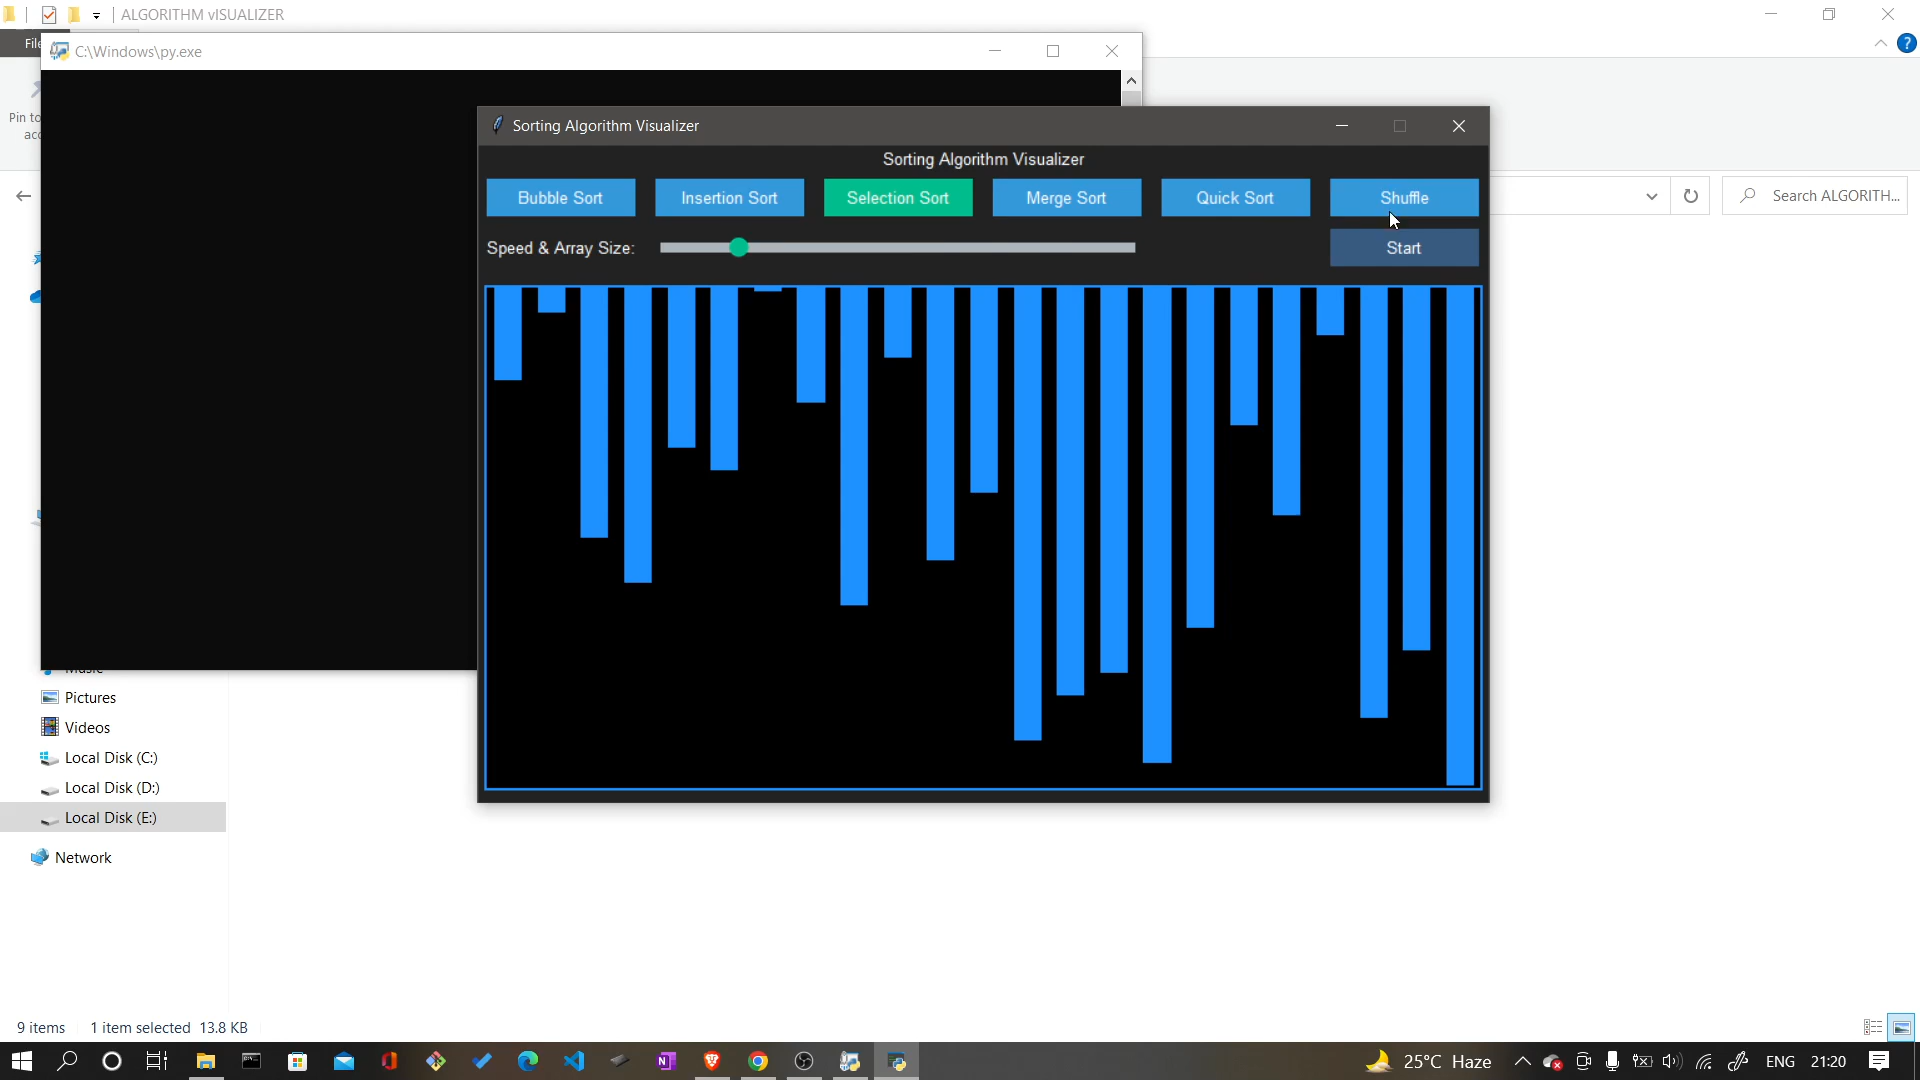 ALGORITHM vISUALIZER
File
C:\Windows\py.exe
Pin to
acc
Search ALGORITH...
Sorting Algorithm Visualizer
Sorting Algorithm Visualizer
Bubble Sort
Insertion Sort
Selection Sort
Merge Sort
Quick Sort
Shuffle
Speed & Array Size:
Start
Music
Pictures
Videos
Local Disk (C:)
Local Disk (D:)
Local Disk (E:)
Network
9 items 1 item selected 13.8 KB
25°C Haze
ENG
21:20